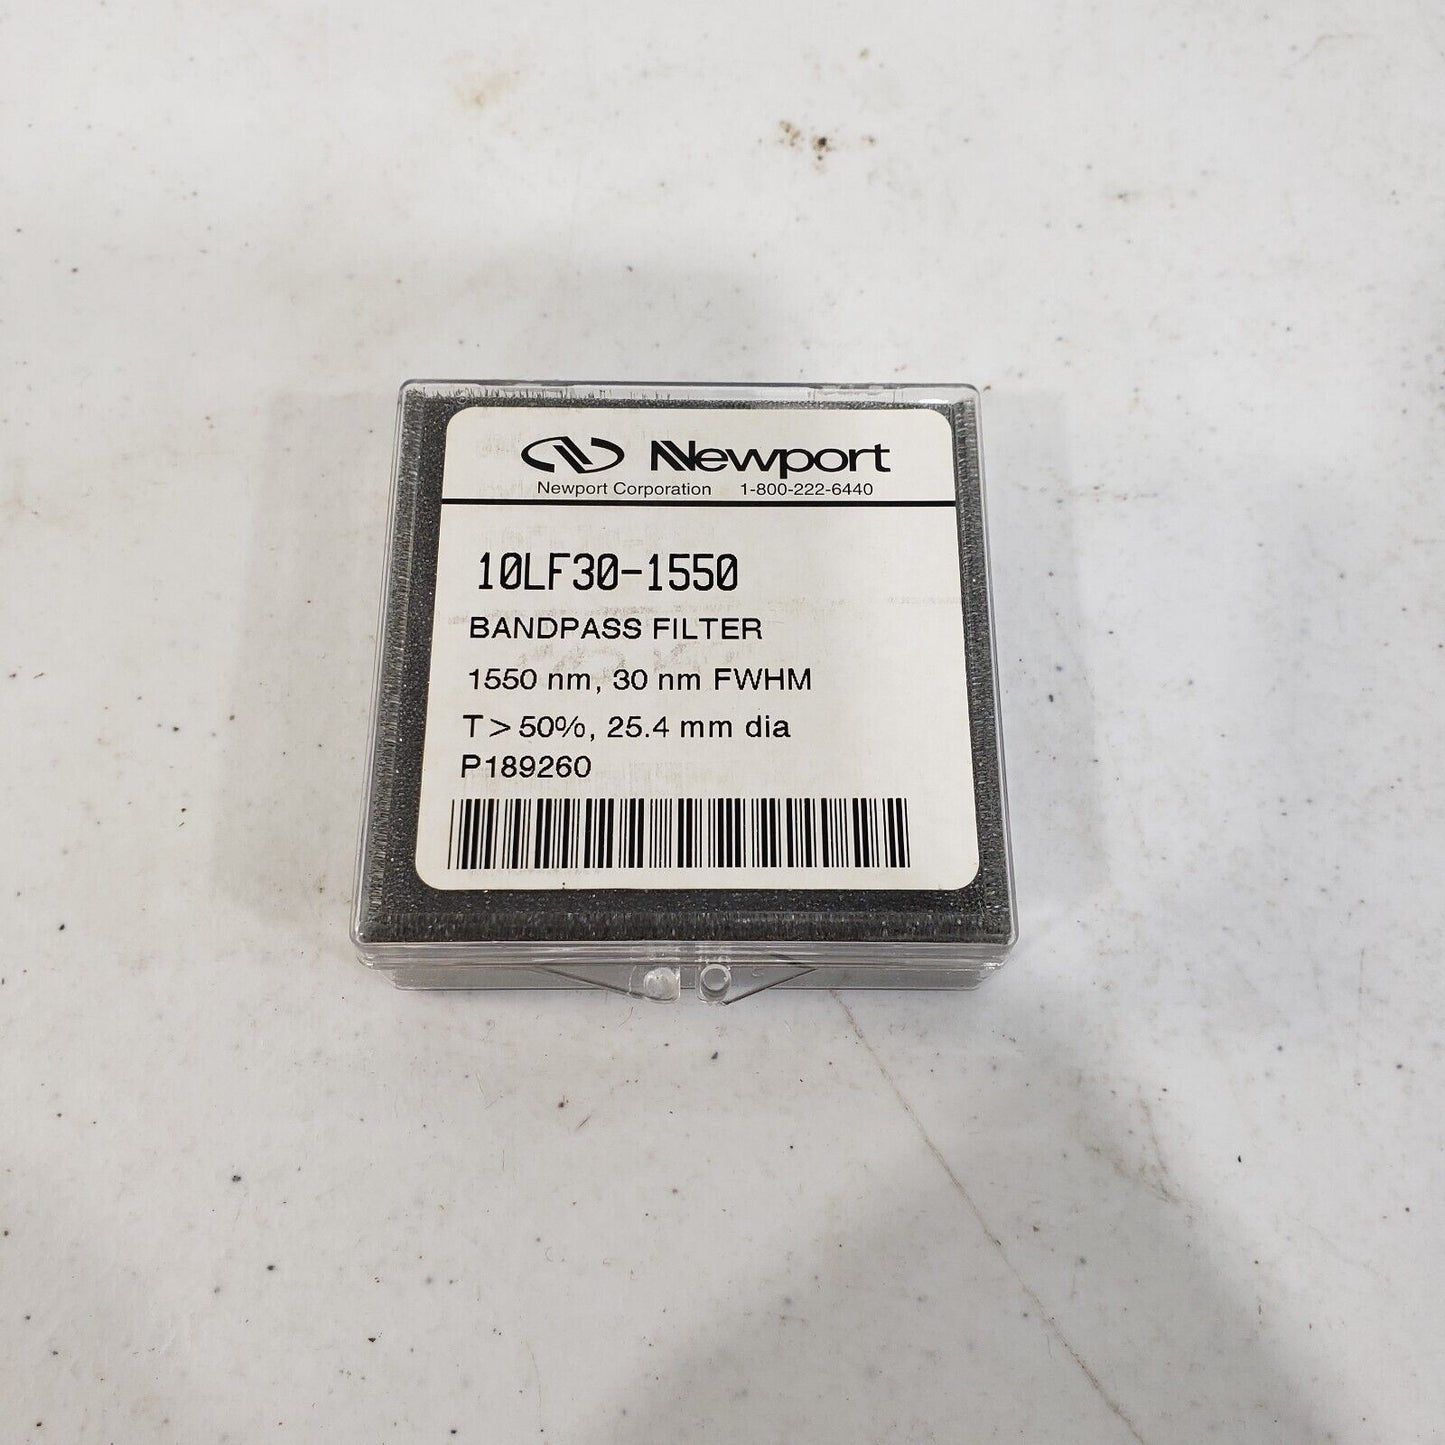 Newport
Newport Corporation 1-800-222-6440
10LF30-1550
BANDPASS FILTER
1550 nm, 30 nm FWHM
T > 50%, 25.4 mm dia
P189260